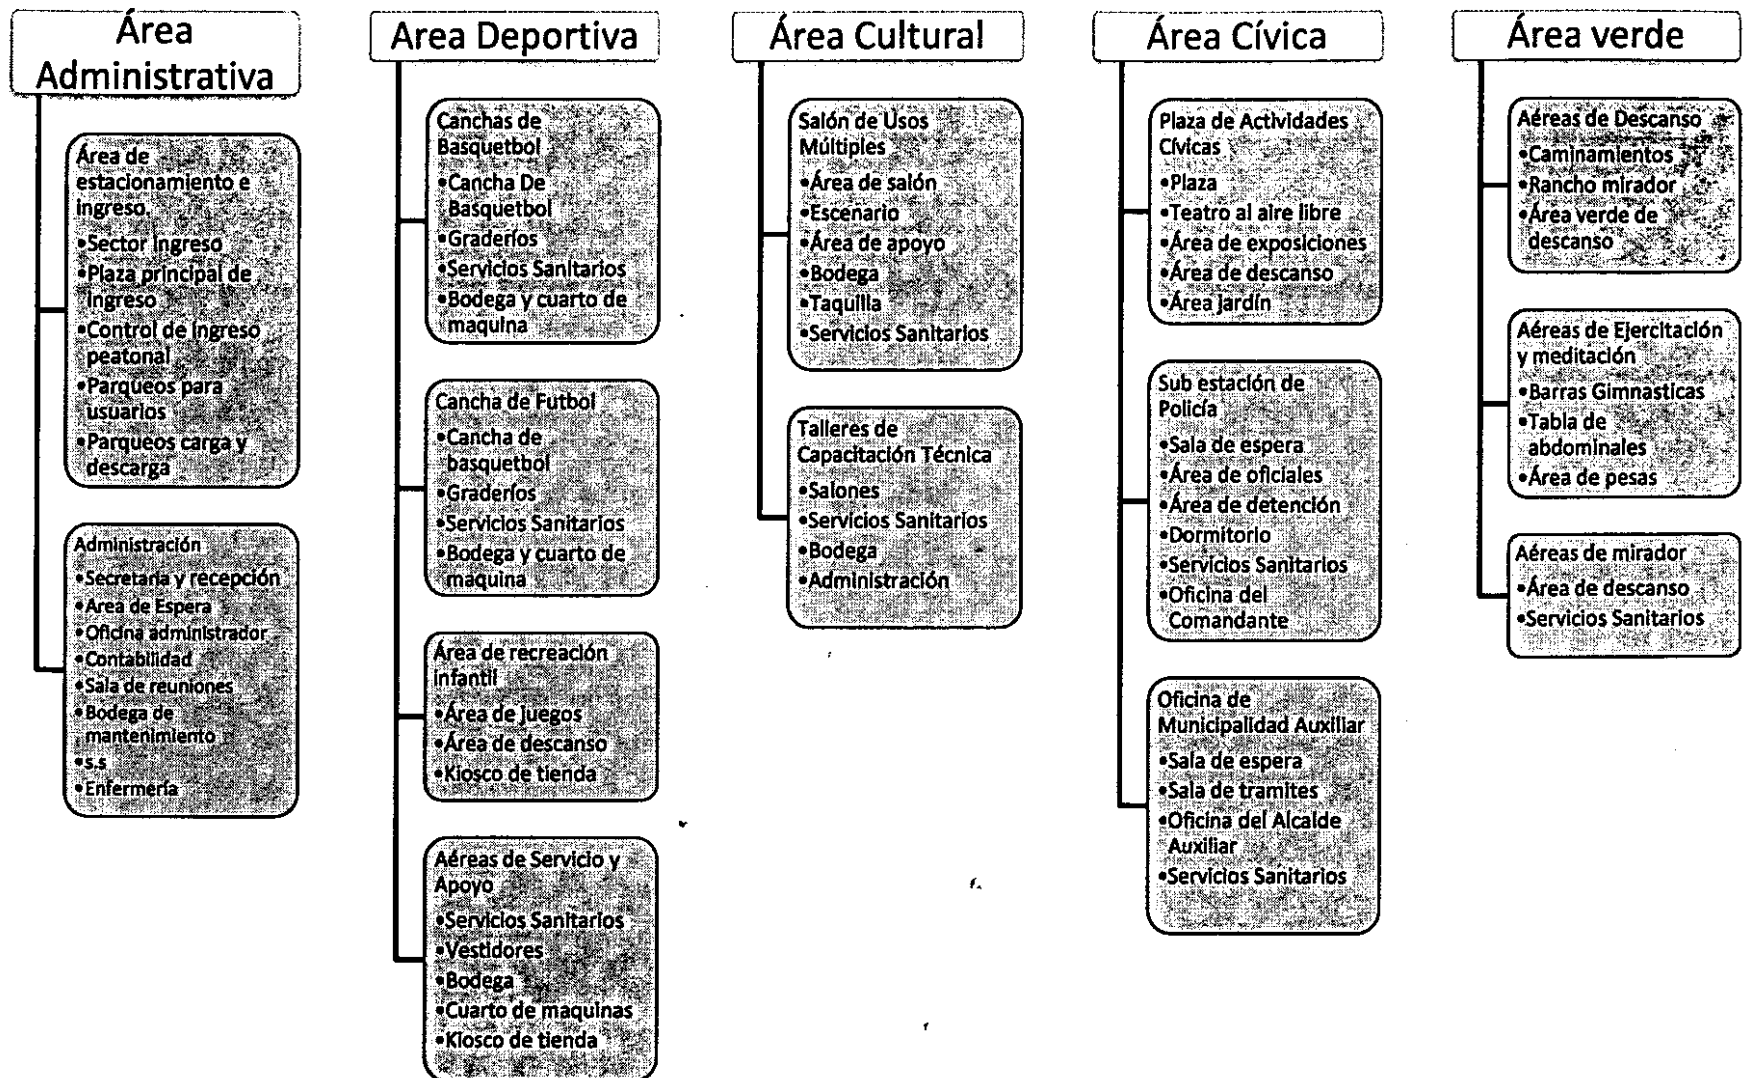 Área
Administrativa
Área de
estacionamiento e
ingreso.
•Sector Ingreso
•Plaza principal de
ingreso
•Control de ingreso
peatonal
•Parqueos para
usuarios
•Parqueos carga y
descarga
Administración
•Secretaria y recepción
•Area de Espera
•Oficina administrador
•Contabilidad
•Sala de reuniones
•Bodega de
mantenimiento
•s.s
•Enfermería
Area Deportiva
Canchas de
Basquetbol
•Cancha De
Basquetbol
•Graderíos
•Servicios Sanitarios
•Bodega y cuarto de
maquina
Cancha de Futbol
•Cancha de
basquetbol
•Graderíos
•Servicios Sanitarios
•Bodega y cuarto de
maquina
Área de recreación
infantil
•Área de juegos
•Área de descanso
•Kiosco de tienda
Aéreas de Servicio y
Apoyo
•Servicios Sanitarios
•Vestidores
•Bodega
•Cuarto de maquinas
•Kiosco de tienda
Área Cultural
Salón de Usos
Múltiples
•Área de salón
•Escenario
•Área de apoyo
•Bodega
•Taquilla
•Servicios Sanitarios
Talleres de
Capacitación Técnica
•Salones
•Servicios Sanitarios
•Bodega
•Administración
Área Cívica
Plaza de Actividades
Cívicas
•Plaza
•Teatro al aire libre
•Área de exposiciones
•Área de descanso
•Área jardín
Sub estación de
Policía
•Sala de espera
•Área de oficiales
•Área de detención
•Dormitorio
•Servicios Sanitarios
•Oficina del
Comandante
Oficina de
Municipalidad Auxiliar
•Sala de espera
•Sala de tramites
•Oficina del Alcalde
Auxiliar
•Servicios Sanitarios
Área verde
Aéreas de Descanso
•Caminamientos
•Rancho mirador
•Área verde de
descanso
Aéreas de Ejercitación
y meditación
•Barras Gimnasticas
•Tabla de
abdominales
•Área de pesas
Aéreas de mirador
•Área de descanso
•Servicios Sanitarios